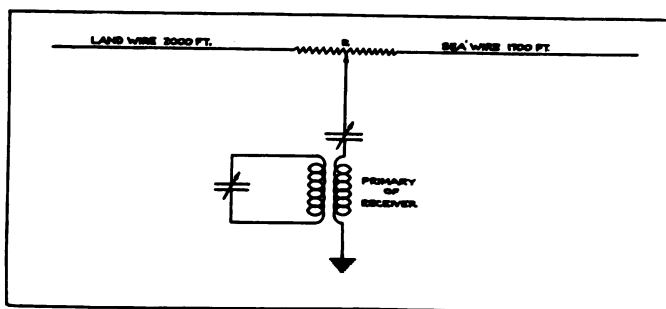 LAND WIRE 2000 FT.
R
SEA WIRE 1700 FT.
PRIMARY
OF
RECEIVER